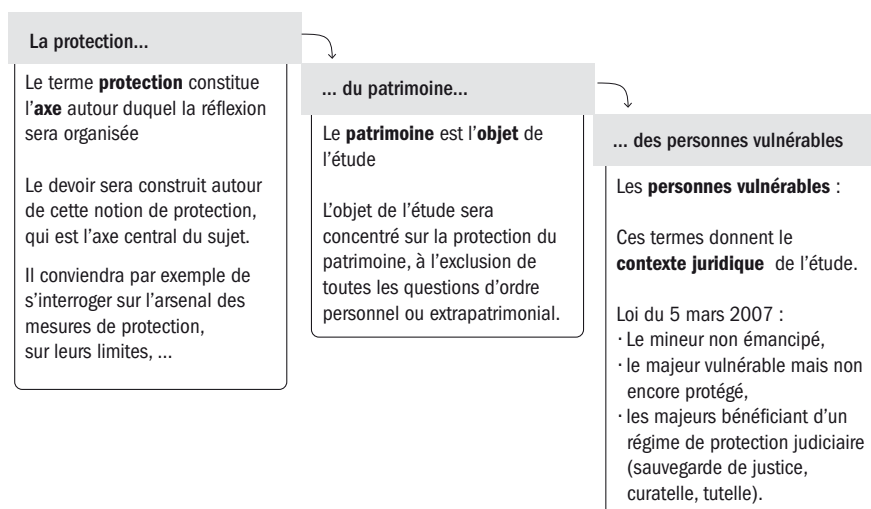 La protection...
Le terme protection constitue
l'axe autour duquel la réflexion
sera organisée
Le devoir sera construit autour
de cette notion de protection,
qui est l'axe central du sujet.
Il conviendra par exemple de
s'interroger sur l'arsenal des
mesures de protection,
sur leurs limites, ...
... du patrimoine...
Le patrimoine est l'objet de
l'étude
L'objet de l'étude sera
concentré sur la protection du
patrimoine, à l'exclusion de
toutes les questions d'ordre
personnel ou extrapatrimonial.
... des personnes vulnérables
Les personnes vulnérables :
Ces termes donnent le
contexte juridique de l'étude.
Loi du 5 mars 2007 :
· Le mineur non émancipé,
· le majeur vulnérable mais non
encore protégé,
· les majeurs bénéficiant d'un
régime de protection judiciaire
(sauvegarde de justice,
curatelle, tutelle).